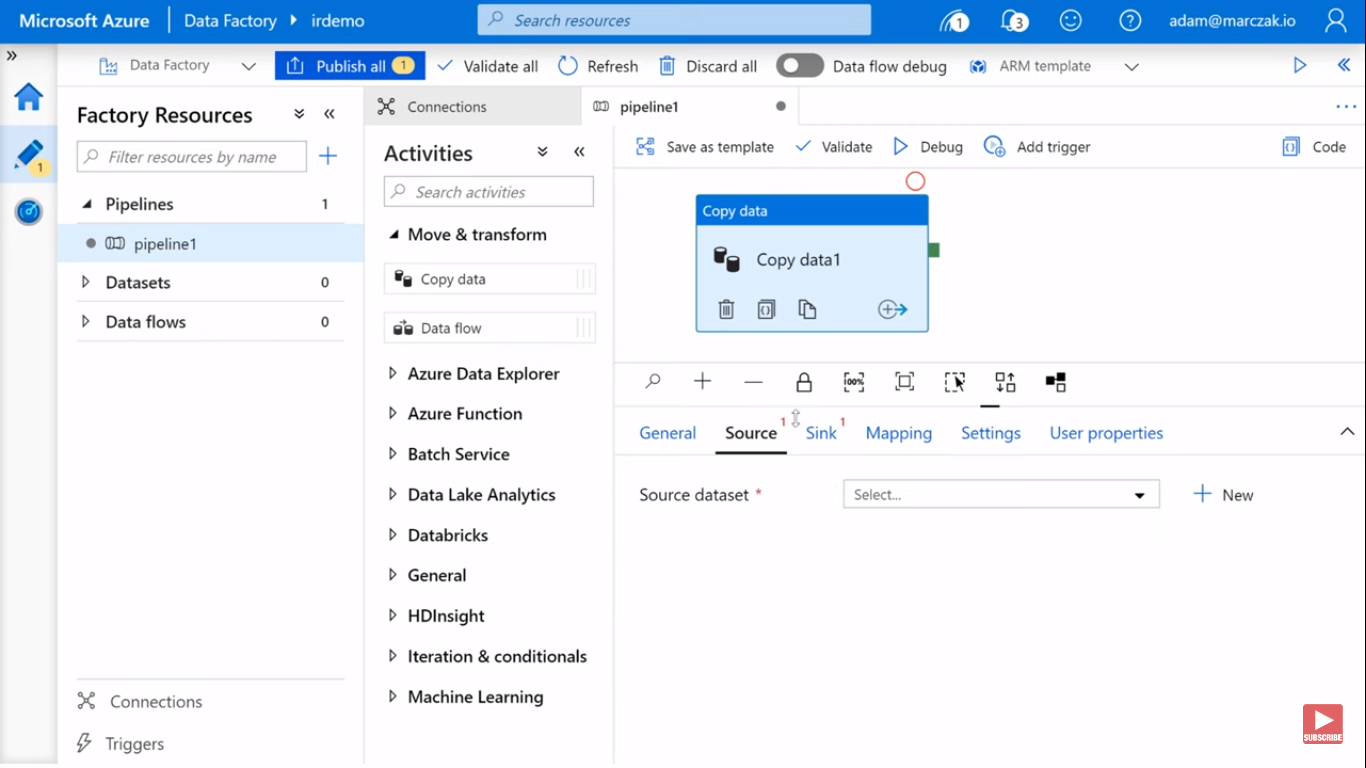 Microsoft Azure Data Factory irdemo Search resources 1 3 adam@marczak.io
Data Factory Publish all 1 Validate all Refresh Discard all Data flow debug ARM template
1
Factory Resources
Filter resources by name
Pipelines 1
pipeline1
Datasets 0
Data flows 0
Connections
Triggers
Connections pipeline1
Activities
Search activities
Move & transform
Copy data
Data flow
Azure Data Explorer
Azure Function
Batch Service
Data Lake Analytics
Databricks
General
HDInsight
Iteration & conditionals
Machine Learning
Save as template Validate Debug Add trigger Code
Copy data
Copy data1
100%
General Source 1 Sink 1 Mapping Settings User properties
Source dataset * Select... New
SUBSCRIBE